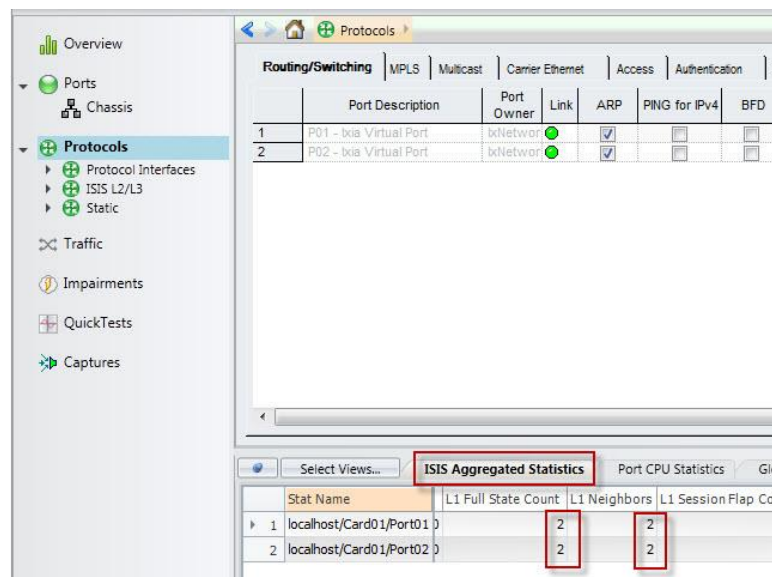 Overview
Ports
Chassis
Protocols
Protocol Interfaces
ISIS L2/L3
Static
Traffic
Impairments
QuickTests
Captures
Protocols
Routing/Switching MPLS Multicast Carrier Ethernet Access Authentication
Port Description Port Owner Link ARP PING for IPv4 BFD
1 P01 - Ixia Virtual Port IxNetwor
2 P02 - Ixia Virtual Port IxNetwor
Select Views... ISIS Aggregated Statistics Port CPU Statistics Gl
Stat Name L1 Full State Count L1 Neighbors L1 Session Flap Co
1 localhost/Card01/Port01 2 2
2 localhost/Card01/Port02 2 2